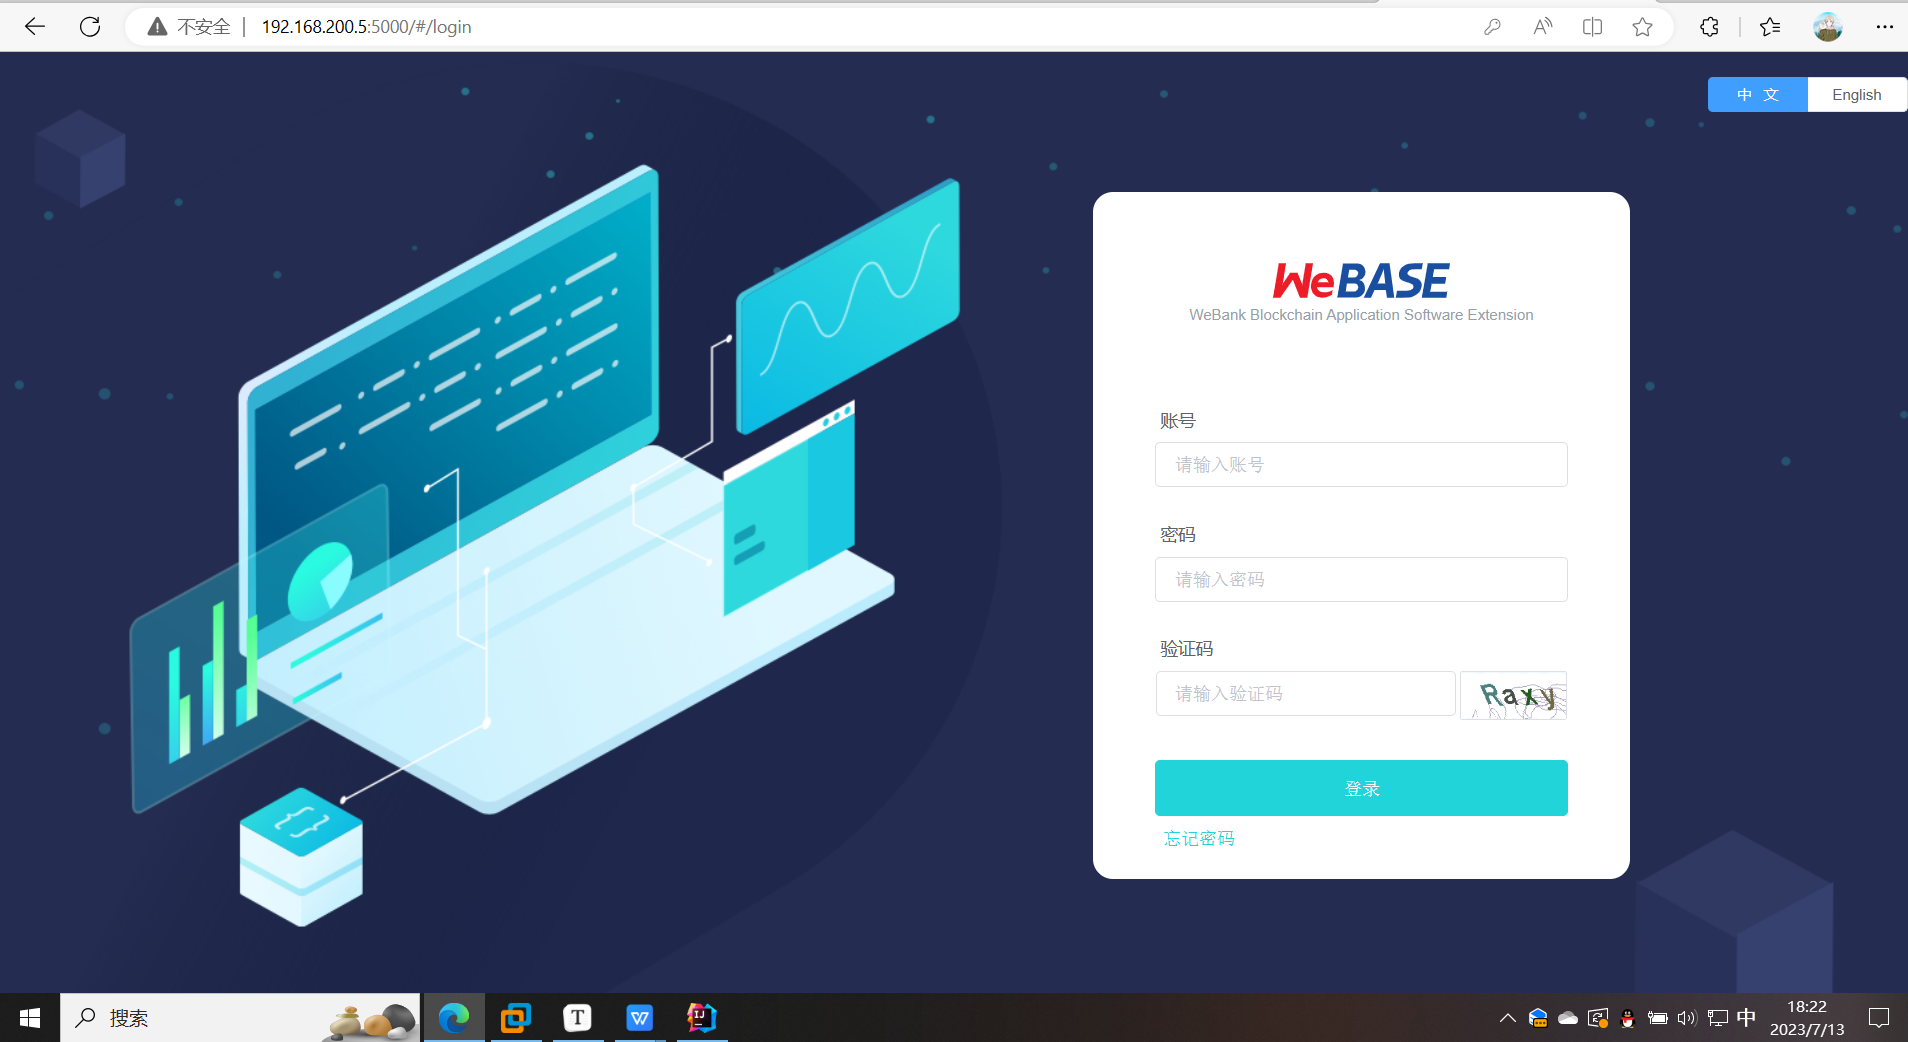 不安全 192.168.200.5:5000/#/login
中 文 English
WeBASE
WeBank Blockchain Application Software Extension
账号
请输入账号
密码
请输入密码
验证码
请输入验证码 Raxy
登录
忘记密码
搜索
中
18:22
2023/7/13